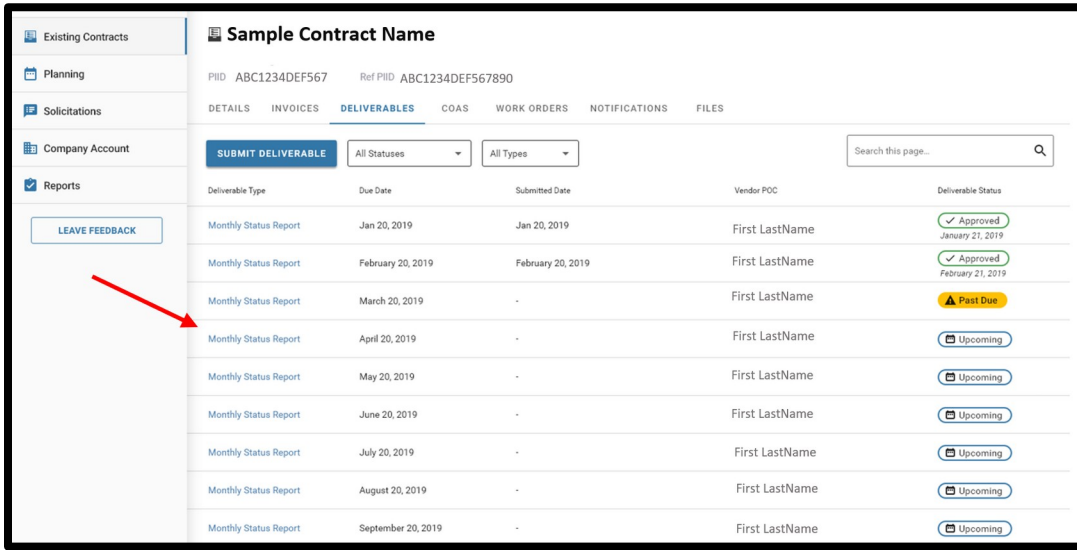 Existing Contracts
Planning
Solicitations
Company Account
Reports
LEAVE FEEDBACK
Sample Contract Name
PIID ABC1234DEF567 Ref PIID ABC1234DEF567890
DETAILS INVOICES DELIVERABLES COAS WORK ORDERS NOTIFICATIONS FILES
SUBMIT DELIVERABLE All Statuses All Types Search this page...
Deliverable Type Due Date Submitted Date Vendor POC Deliverable Status
Monthly Status Report Jan 20, 2019 Jan 20, 2019 First LastName Approved
January 21, 2019
Monthly Status Report February 20, 2019 February 20, 2019 First LastName Approved
February 21, 2019
Monthly Status Report March 20, 2019 - First LastName Past Due
Monthly Status Report April 20, 2019 - First LastName Upcoming
Monthly Status Report May 20, 2019 - First LastName Upcoming
Monthly Status Report June 20, 2019 - First LastName Upcoming
Monthly Status Report July 20, 2019 - First LastName Upcoming
Monthly Status Report August 20, 2019 - First LastName Upcoming
Monthly Status Report September 20, 2019 - First LastName Upcoming